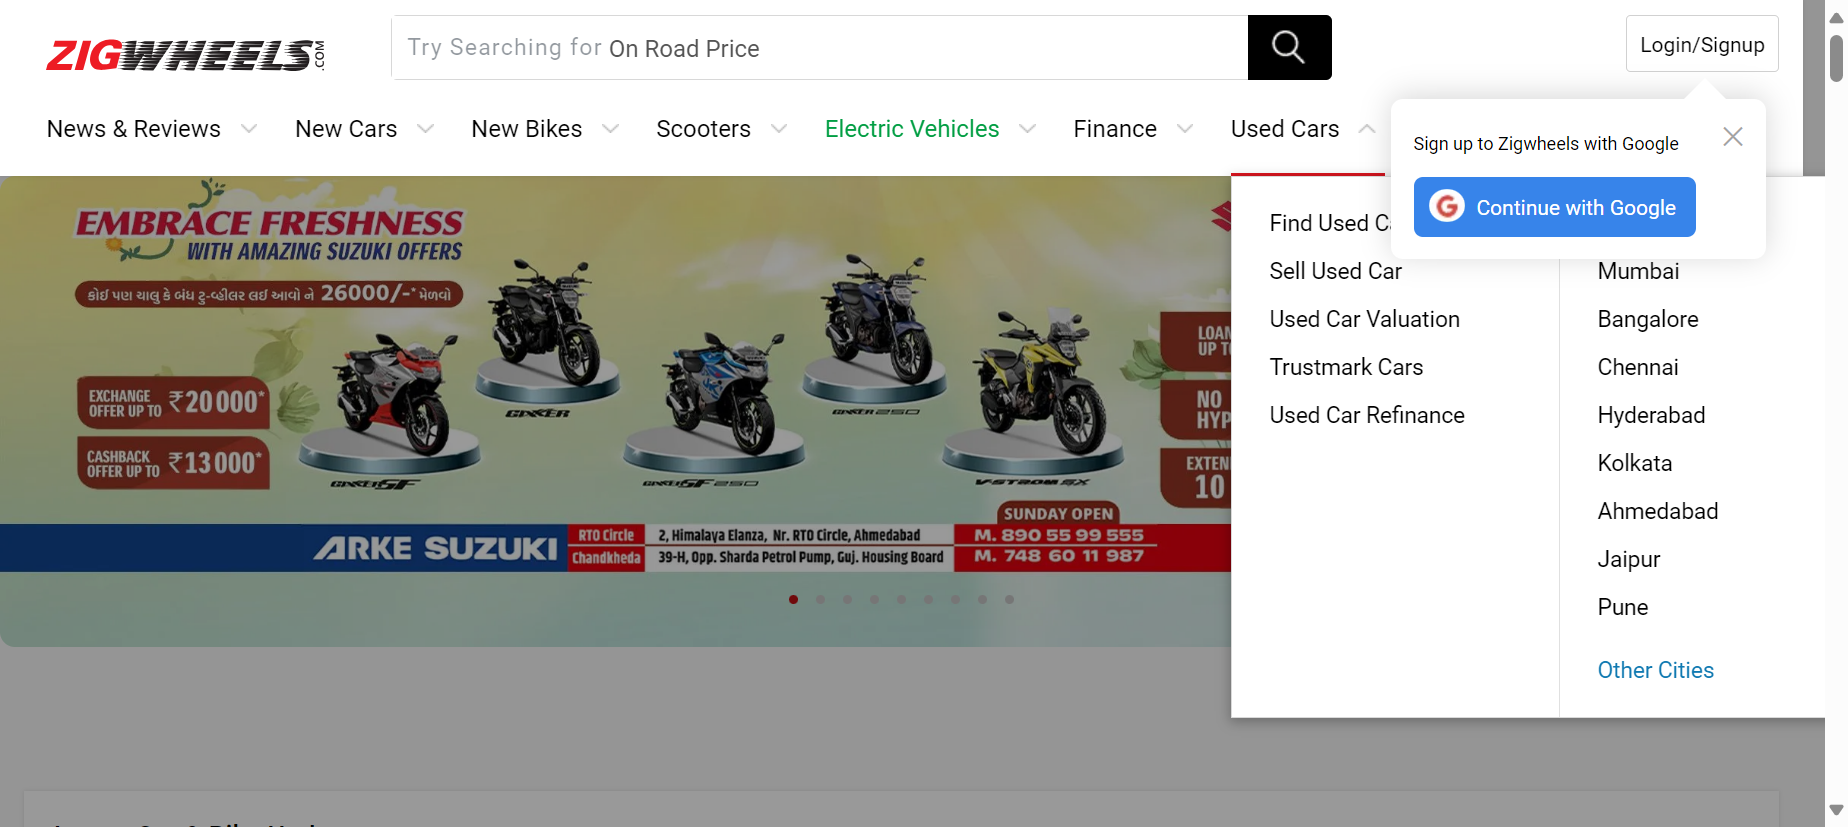 ZIGWHEELS.COM
Try Searching for On Road Price
Login/Signup
News & Reviews
New Cars
New Bikes
Scooters
Electric Vehicles
Finance
Used Cars
Sign up to Zigwheels with Google
Continue with Google
Find Used
Sell Used Car
Used Car Valuation
Trustmark Cars
Used Car Refinance
Mumbai
Bangalore
Chennai
Hyderabad
Kolkata
Ahmedabad
Jaipur
Pune
Other Cities
EMBRACE FRESHNESS
WITH AMAZING SUZUKI OFFERS
કોઈ પણ ચાલુ કે બંધ ટુ-વ્હીલર લઈ આવો ને 26000/-* મેળવો
EXCHANGE
OFFER UP TO ₹20000*
CASHBACK
OFFER UP TO ₹13000*
GIXXER
GIXXER SF
GIXXER SF 250
GIXXER 250
V-STROM SX
LOAN
UP TO
NO
HYP
10
SUNDAY OPEN
ARKE SUZUKI
RTO Circle
2, Himalaya Elanza, Nr. RTO Circle, Ahmedabad
M. 890 55 99 555
Chandkheda
39-H, Opp. Sharda Petrol Pump, Guj. Housing Board
M. 748 60 11 987